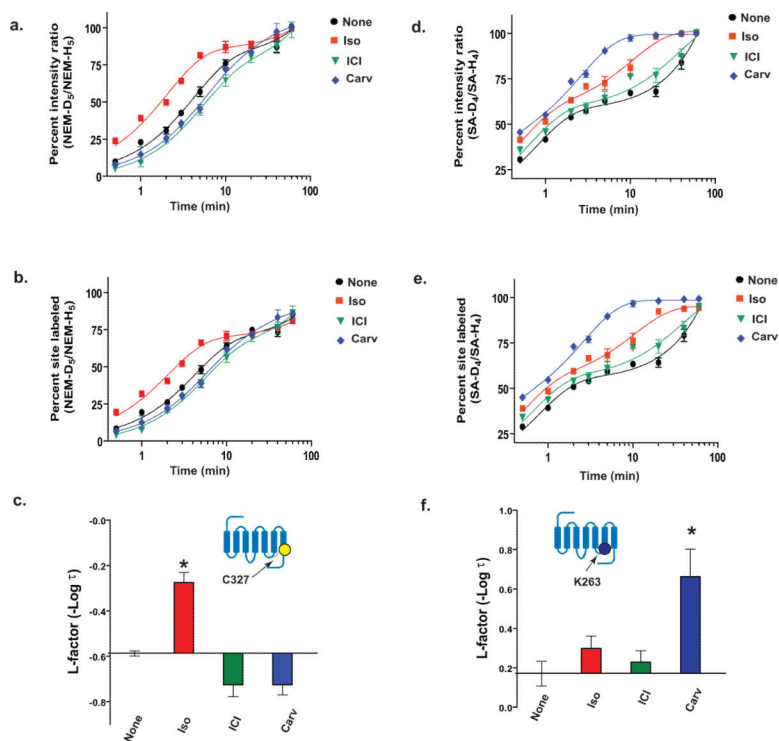 a.
Percent intensity ratio
(NEM-D5/NEM-H5)
100
75
50
25
0
1
10
100
Time (min)
None
Iso
ICI
Carv
d.
Percent intensity ratio
(SA-D4/SA-H4)
100
75
50
25
1
10
100
Time (min)
None
Iso
ICI
Carv
b.
Percent site labeled
(NEM-D5/NEM-H5)
100
75
50
25
0
1
10
100
Time (min)
None
Iso
ICI
Carv
e.
Percent site labeled
(SA-D4/SA-H4)
100
75
50
25
1
10
100
Time (min)
None
Iso
ICI
Carv
c.
L-factor (-Log τ)
-0.0
-0.2
-0.4
-0.6
-0.8
*
C327
None
Iso
ICI
Carv
f.
L-factor (-Log τ)
1.0
0.8
0.6
0.4
0.2
0.0
*
K263
None
Iso
ICI
Carv